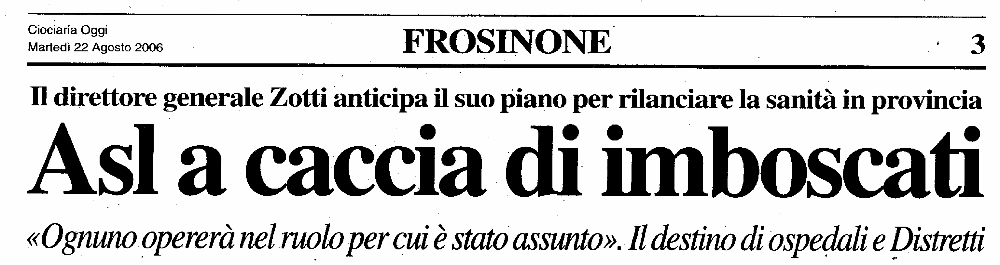 Ciociaria Oggi
Martedì 22 Agosto 2006
FROSINONE
3
Il direttore generale Zotti anticipa il suo piano per rilanciare la sanità in provincia
Asl a caccia di imboscati
«Ognuno opererà nel ruolo per cui è stato assunto». Il destino di ospedali e Distretti